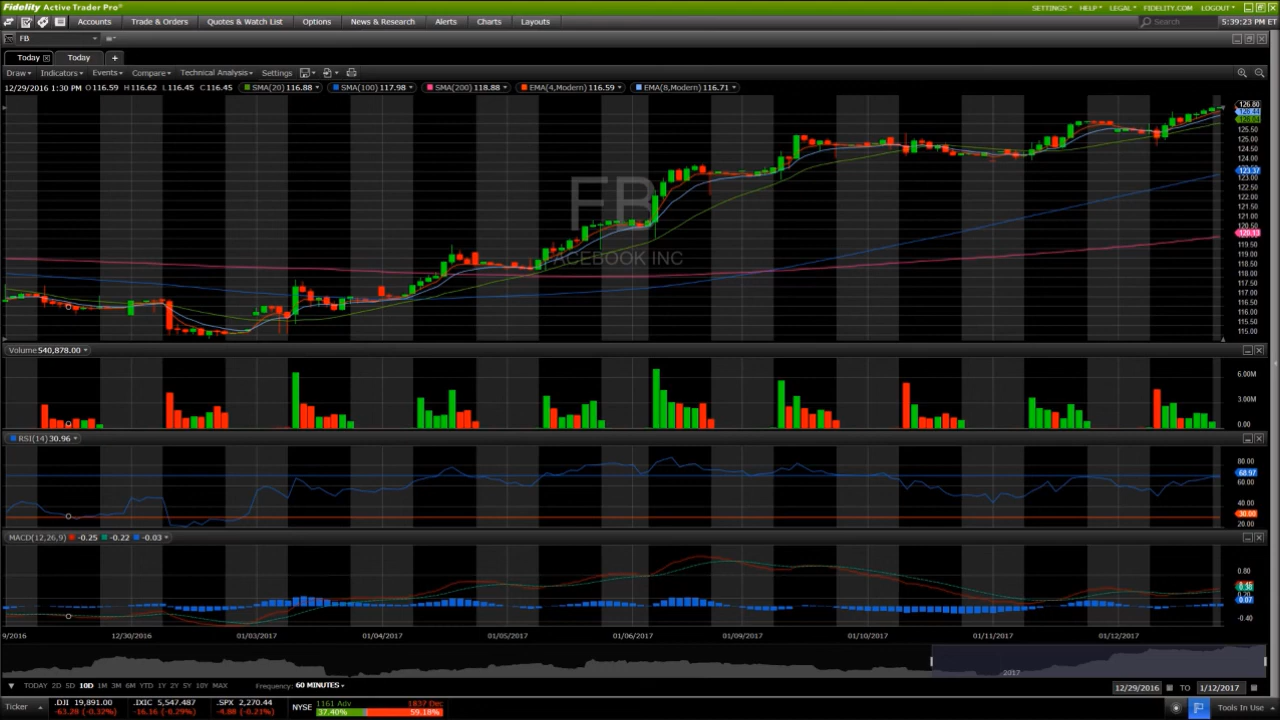 Fidelity Active Trader Pro®
SETTINGS HELP LEGAL FIDELITY.COM LOGOUT
Accounts Trade & Orders Quotes & Watch List Options News & Research Alerts Charts Layouts
Search 5:39:23 PM ET
FB
Today Today +
Draw Indicators Events Compare Technical Analysis Settings
12/29/2016 1:30 PM O 116.59 H 116.62 L 116.45 C 116.45 SMA(20) 116.88 SMA(100) 117.98 SMA(200) 118.88 EMA(4,Modern) 116.59 EMA(8,Modern) 116.71
126.80
125.50
125.00
124.50
124.00
123.37
123.00
122.50
122.00
121.50
121.00
120.50
120.13
119.50
119.00
118.50
118.00
117.50
117.00
116.50
116.00
115.50
115.00
FB
FACEBOOK INC
Volume 540,878.00
6.00M
3.00M
0.00
RSI(14) 30.96
80.00
68.97
60.00
40.00
30.00
20.00
MACD(12,26,9) -0.25 -0.22 -0.03
0.80
0.20
0.07
-0.40
9/2016 12/30/2016 01/03/2017 01/04/2017 01/05/2017 01/06/2017 01/09/2017 01/10/2017 01/11/2017 01/12/2017
2017
TODAY 2D 5D 10D 1M 3M 6M YTD 1Y 2Y 5Y 10Y MAX Frequency: 60 MINUTES
12/29/2016 TO 1/12/2017
Ticker .DJI 19,891.00 .IXIC 5,547.487 .SPX 2,270.44 NYSE 1161 Adv 1837 Dec
-63.28 (-0.32%) -16.16 (-0.29%) -4.88 (-0.21%) 37.40% 59.18%
Tools In Use